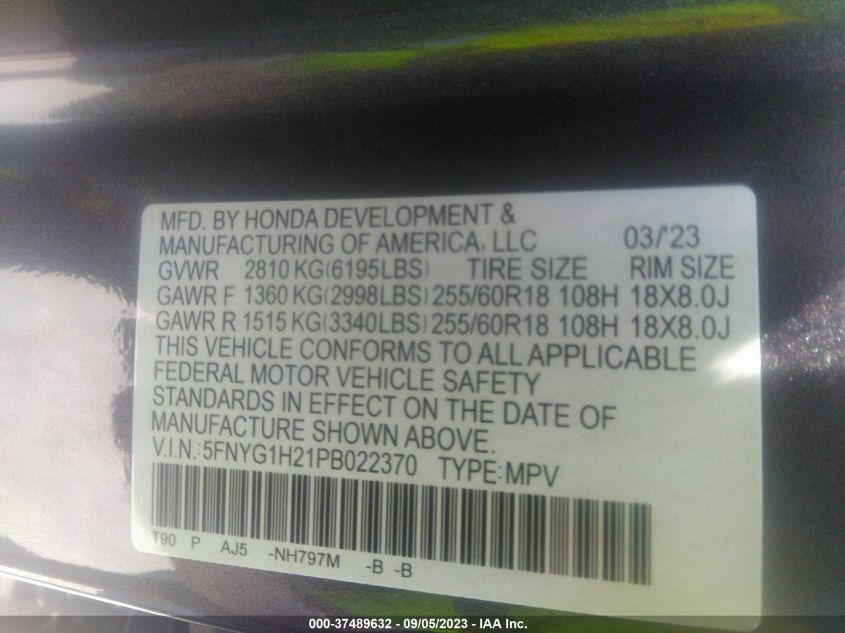 MFD. BY HONDA DEVELOPMENT &
MANUFACTURING OF AMERICA, LLC 03/'23
GVWR 2810 KG(6195LBS) TIRE SIZE RIM SIZE
GAWR F 1360 KG(2998LBS) 255/60R18 108H 18X8.0J
GAWR R 1515 KG(3340LBS) 255/60R18 108H 18X8.0J
THIS VEHICLE CONFORMS TO ALL APPLICABLE
FEDERAL MOTOR VEHICLE SAFETY
STANDARDS IN EFFECT ON THE DATE OF
MANUFACTURE SHOWN ABOVE.
V.I.N.:5FNYG1H21PB022370 TYPE:MPV
T90 P AJ5 -NH797M -B -B
000-37489632 - 09/05/2023 - IAA Inc.